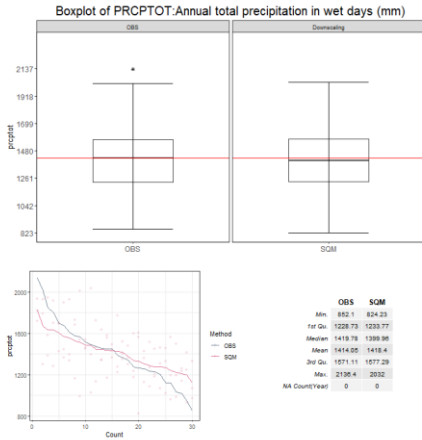 Boxplot of PRCPTOT:Annual total precipitation in wet days (mm)
OBS Downscaling
2137
1918
1699
1480
1261
1042
823
prcptot
OBS SQM
2000
1600
1200
800
prcptot
0 10 20 30
Count
Method
OBS
SQM
OBS SQM
Min. 852.1 824.23
1st Qu. 1228.73 1233.77
Median 1419.78 1399.96
Mean 1414.05 1418.4
3rd Qu. 1571.11 1577.29
Max. 2136.4 2032
NA Count(Year) 0 0